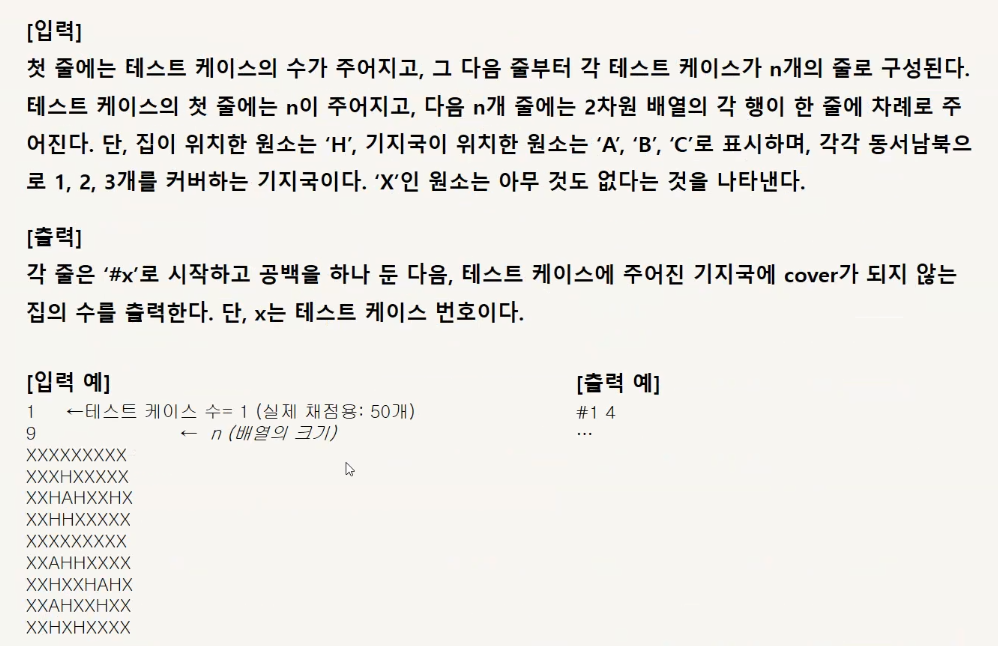 [입력]
첫 줄에는 테스트 케이스의 수가 주어지고, 그 다음 줄부터 각 테스트 케이스가 n개의 줄로 구성된다.
테스트 케이스의 첫 줄에는 n이 주어지고, 다음 n개 줄에는 2차원 배열의 각 행이 한 줄에 차례로 주
어진다. 단, 집이 위치한 원소는 ‘H’, 기지국이 위치한 원소는 ‘A’, ‘B’, ‘C’로 표시하며, 각각 동서남북으
로 1, 2, 3개를 커버하는 기지국이다. ‘X’인 원소는 아무 것도 없다는 것을 나타낸다.
[출력]
각 줄은 ‘#x’로 시작하고 공백을 하나 둔 다음, 테스트 케이스에 주어진 기지국에 cover가 되지 않는
집의 수를 출력한다. 단, x는 테스트 케이스 번호이다.
[입력 예]
1 ←테스트 케이스 수= 1 (실제 채점용: 50개)
9 ← n (배열의 크기)
XXXXXXXXX
XXXHXXXXX
XXHAHXXHX
XXHHXXXXX
XXXXXXXXX
XXAHHXXXX
XXHXXHAHX
XXAHXXHXX
XXHXHXXXX
[출력 예]
#1 4
...